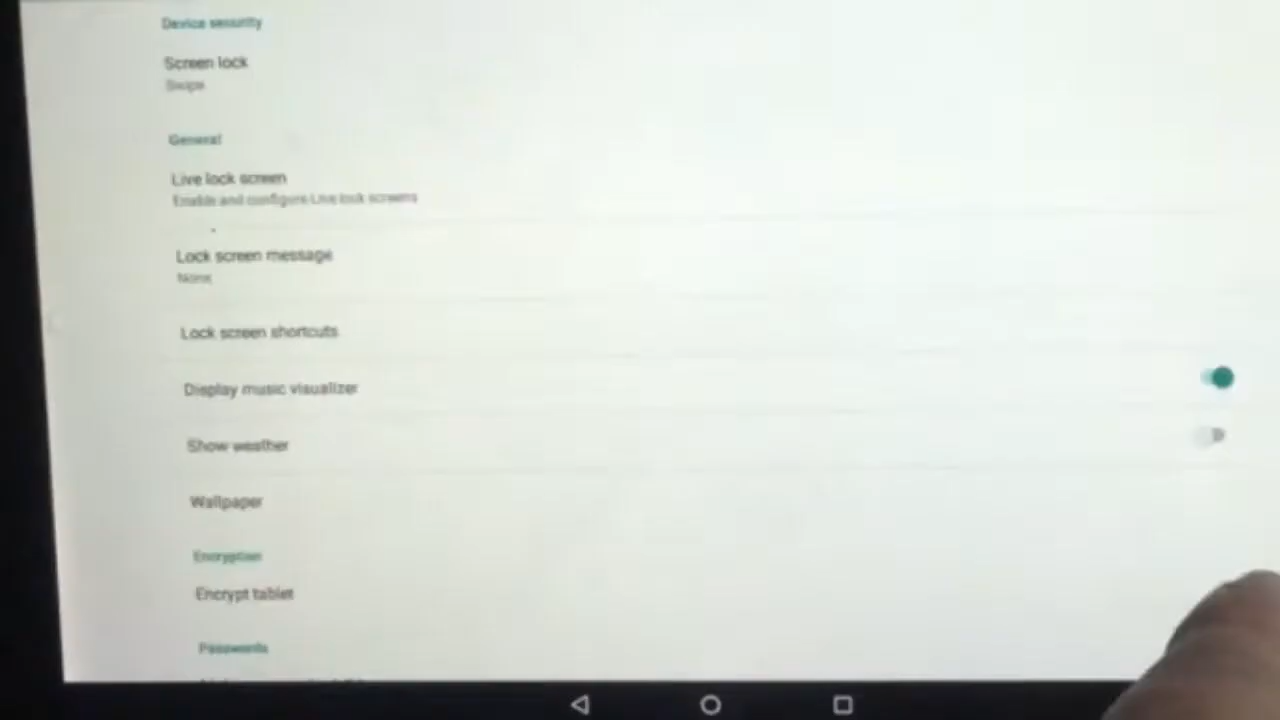 Device security
Screen lock
Swipe
General
Live lock screen
Enable and configure Live lock screens
Lock screen message
None
Lock screen shortcuts
Display music visualizer
Show weather
Wallpaper
Encryption
Encrypt tablet
Passwords